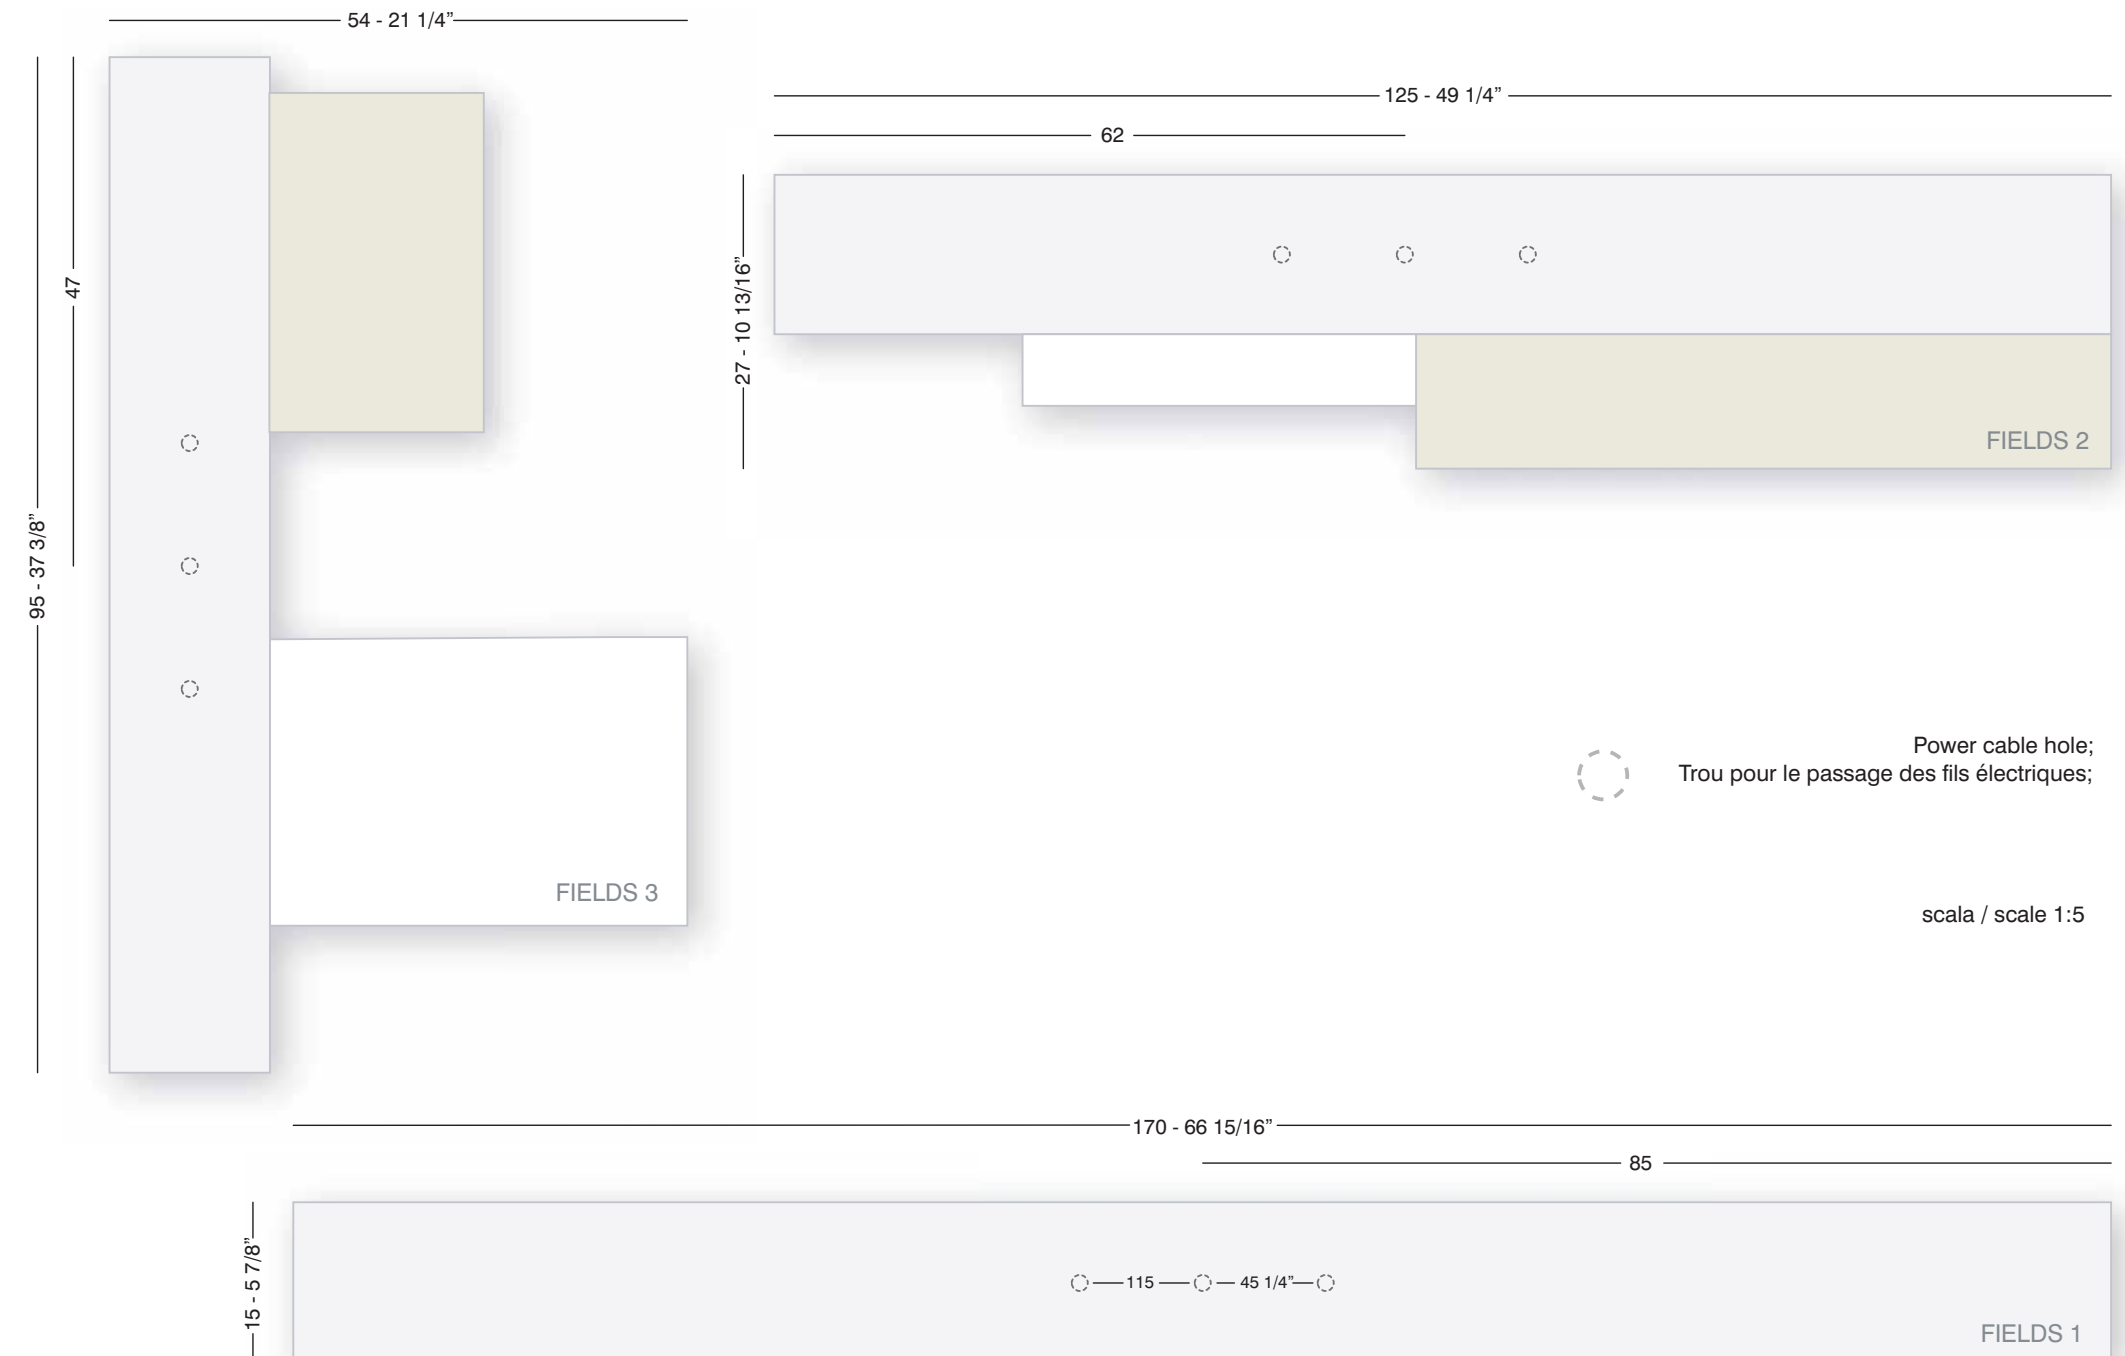 54 - 21 1/4”
125 - 49 1/4”
62
47
27 - 10 13/16”
FIELDS 2
95 - 37 3/8”
Power cable hole;
Trou pour le passage des fils électriques;
FIELDS 3
scala / scale 1:5
170 - 66 15/16”
85
15 - 5 7/8”
115
45 1/4”
FIELDS 1